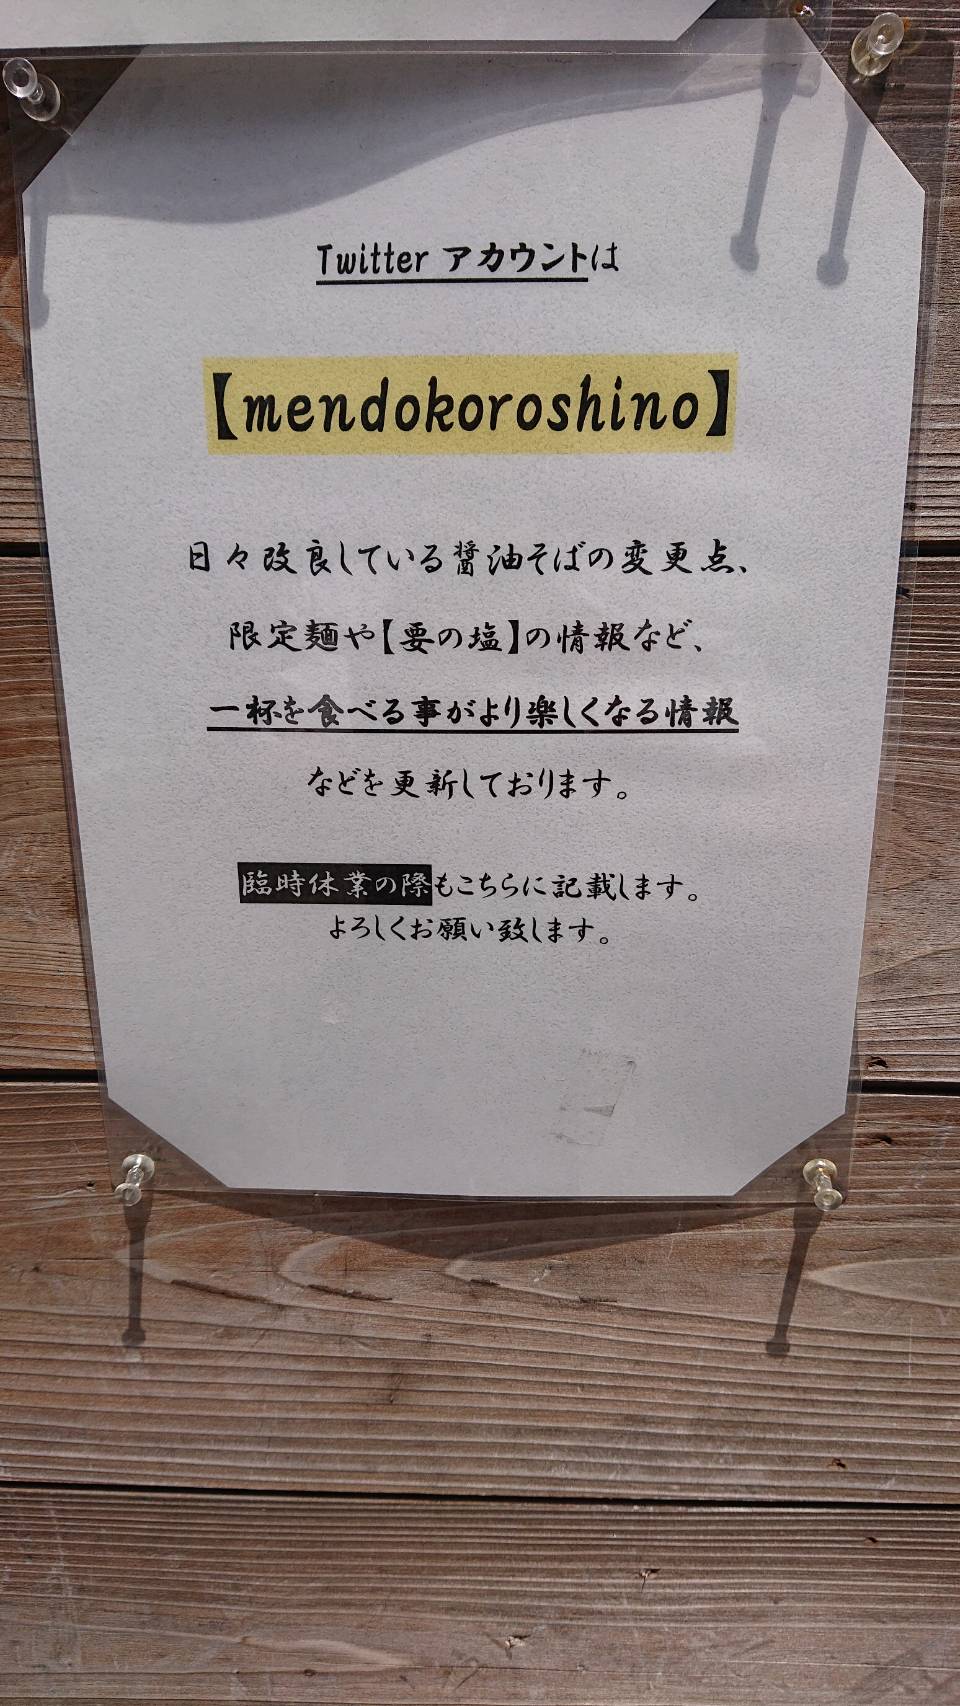 Twitter アカウントは
【mendokoroshino】
日々改良している醤油そばの変更点、
限定麺や【要の塩】の情報など、
一杯を食べる事がより楽しくなる情報
などを更新しております。
臨時休業の際もこちらに記載します。
よろしくお願い致します。